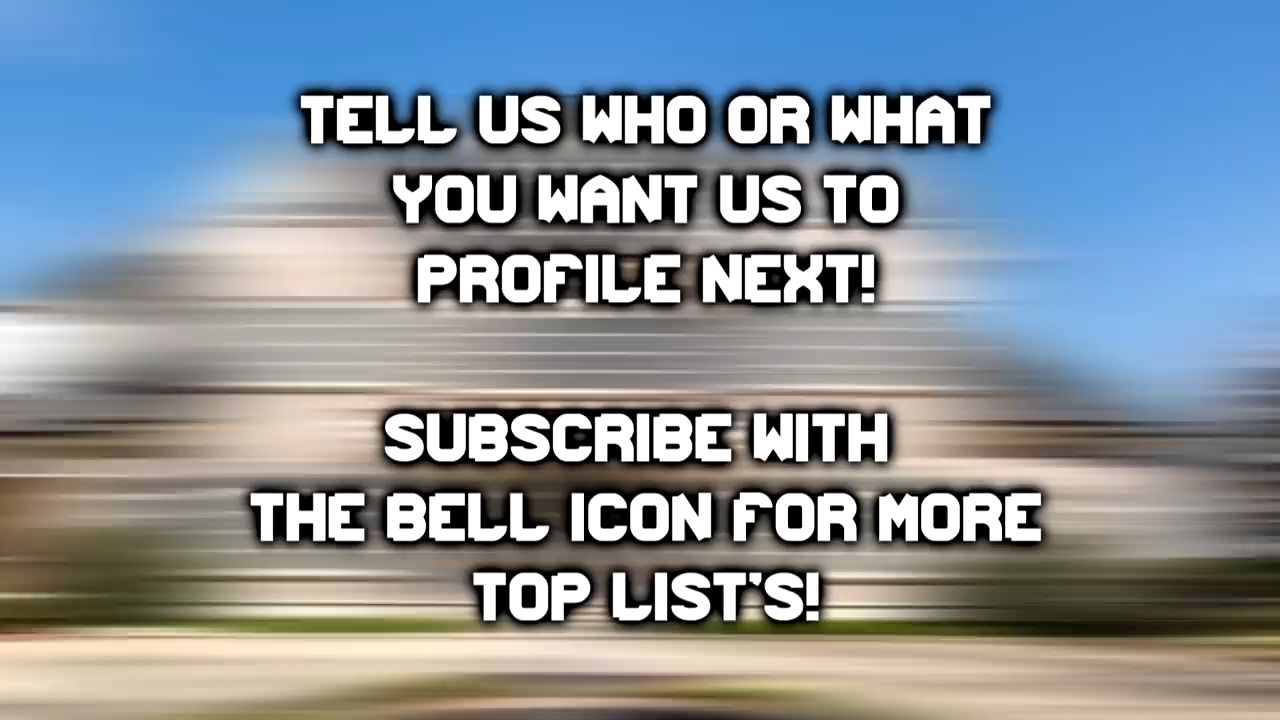 TELL US WHO OR WHAT
YOU WANT US TO
PROFILE NEXT!
SUBSCRIBE WITH
THE BELL ICON FOR MORE
TOP LIST'S!